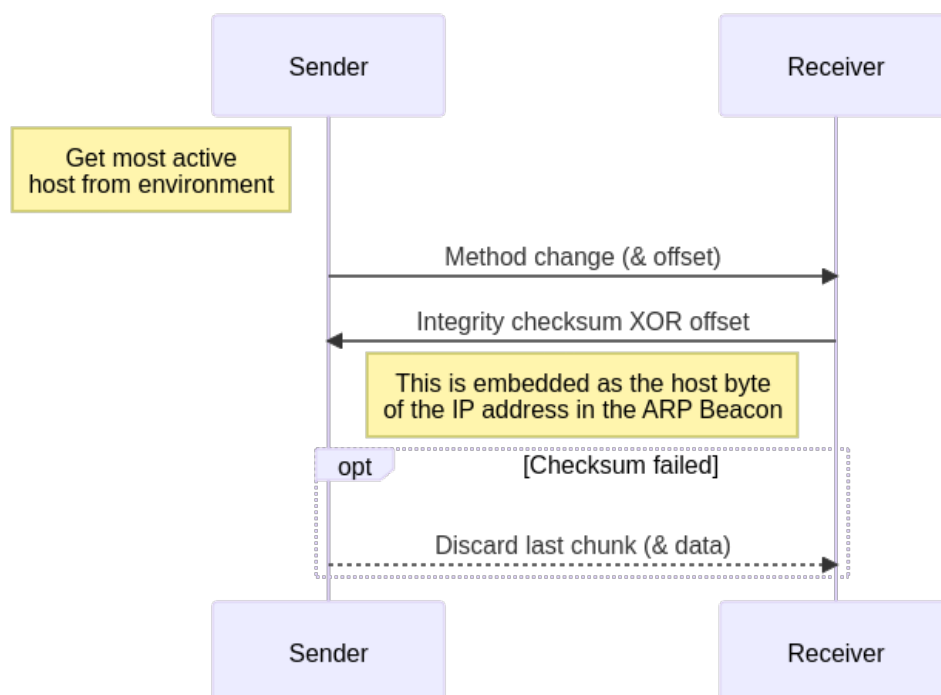 Sender
Receiver
Get most active
host from environment
Method change (& offset)
Integrity checksum XOR offset
This is embedded as the host byte
of the IP address in the ARP Beacon
opt
[Checksum failed]
Discard last chunk (& data)
Sender
Receiver